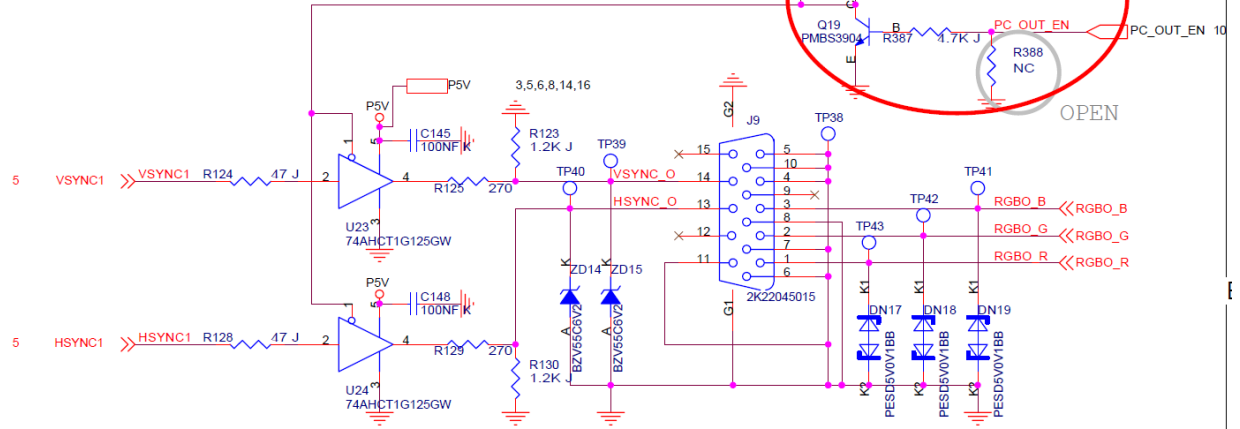 C
Q19
PMBS3904
B
R387
4.7K J
PC_OUT_EN
PC_OUT_EN 10
E
R388
NC
OPEN
P5V
P5V
3,5,6,8,14,16
G2
J9
TP38
1
5
C145
100NF K
R123
1.2K J
TP39
TP40
TP41
TP42
TP43
5 VSYNC1
VSYNC1
R124
47 J
2
4
R125
270
VSYNC_O
HSYNC_O
3
U23
74AHCT1G125GW
15
14
13
12
11
5
10
4
9
3
8
2
7
1
6
RGBO_B
RGBO_B
RGBO_G
RGBO_G
RGBO_R
RGBO_R
G1
2K22045015
P5V
1
5
C148
100NF K
5 HSYNC1
HSYNC1
R128
47 J
2
4
R129
270
3
U24
74AHCT1G125GW
R130
1.2K J
K
ZD14
A
BZV55C6V2
K
ZD15
A
BZV55C6V2
K1
DN17
K2
PESD5V0V1BB
K1
DN18
K2
PESD5V0V1BB
K1
DN19
K2
PESD5V0V1BB